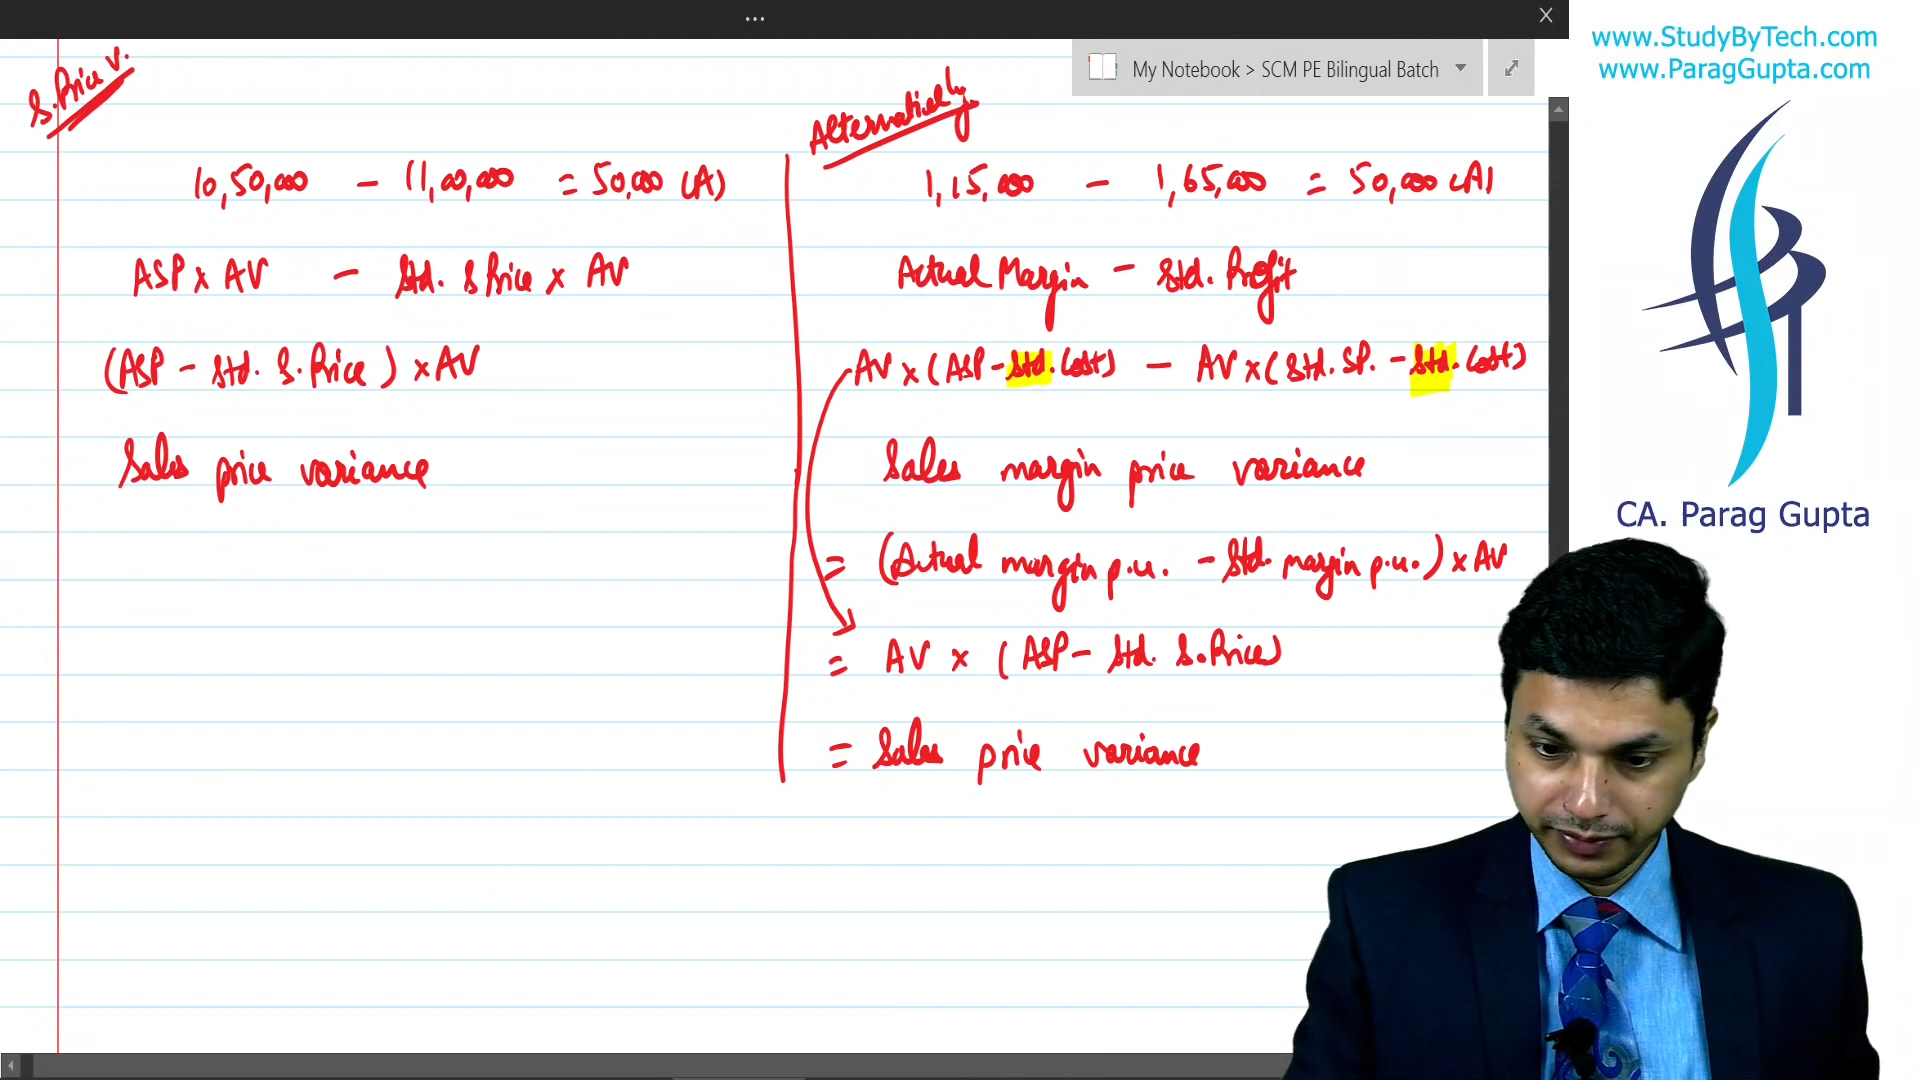 ...
X
www.StudyByTech.com
www.ParagGupta.com
My Notebook > SCM PE Bilingual Batch
S. Price V.
10,50,000 - 11,00,000 = 50,000 (A)
ASP x AV - Std. S Price x AV
(ASP - Std. S. Price) x AV
Sales price variance
Alternatively
1,15,000 - 1,65,000 = 50,000 (A)
Actual Margin - Std. Profit
AV x (ASP - Std. Cost) - AV x (Std. SP. - Std. Cost)
Sales margin price variance
= (Actual margin p.u. - Std. margin p.u.) x AV
= AV x (ASP - Std. S. Price)
= Sales price variance
CA. Parag Gupta